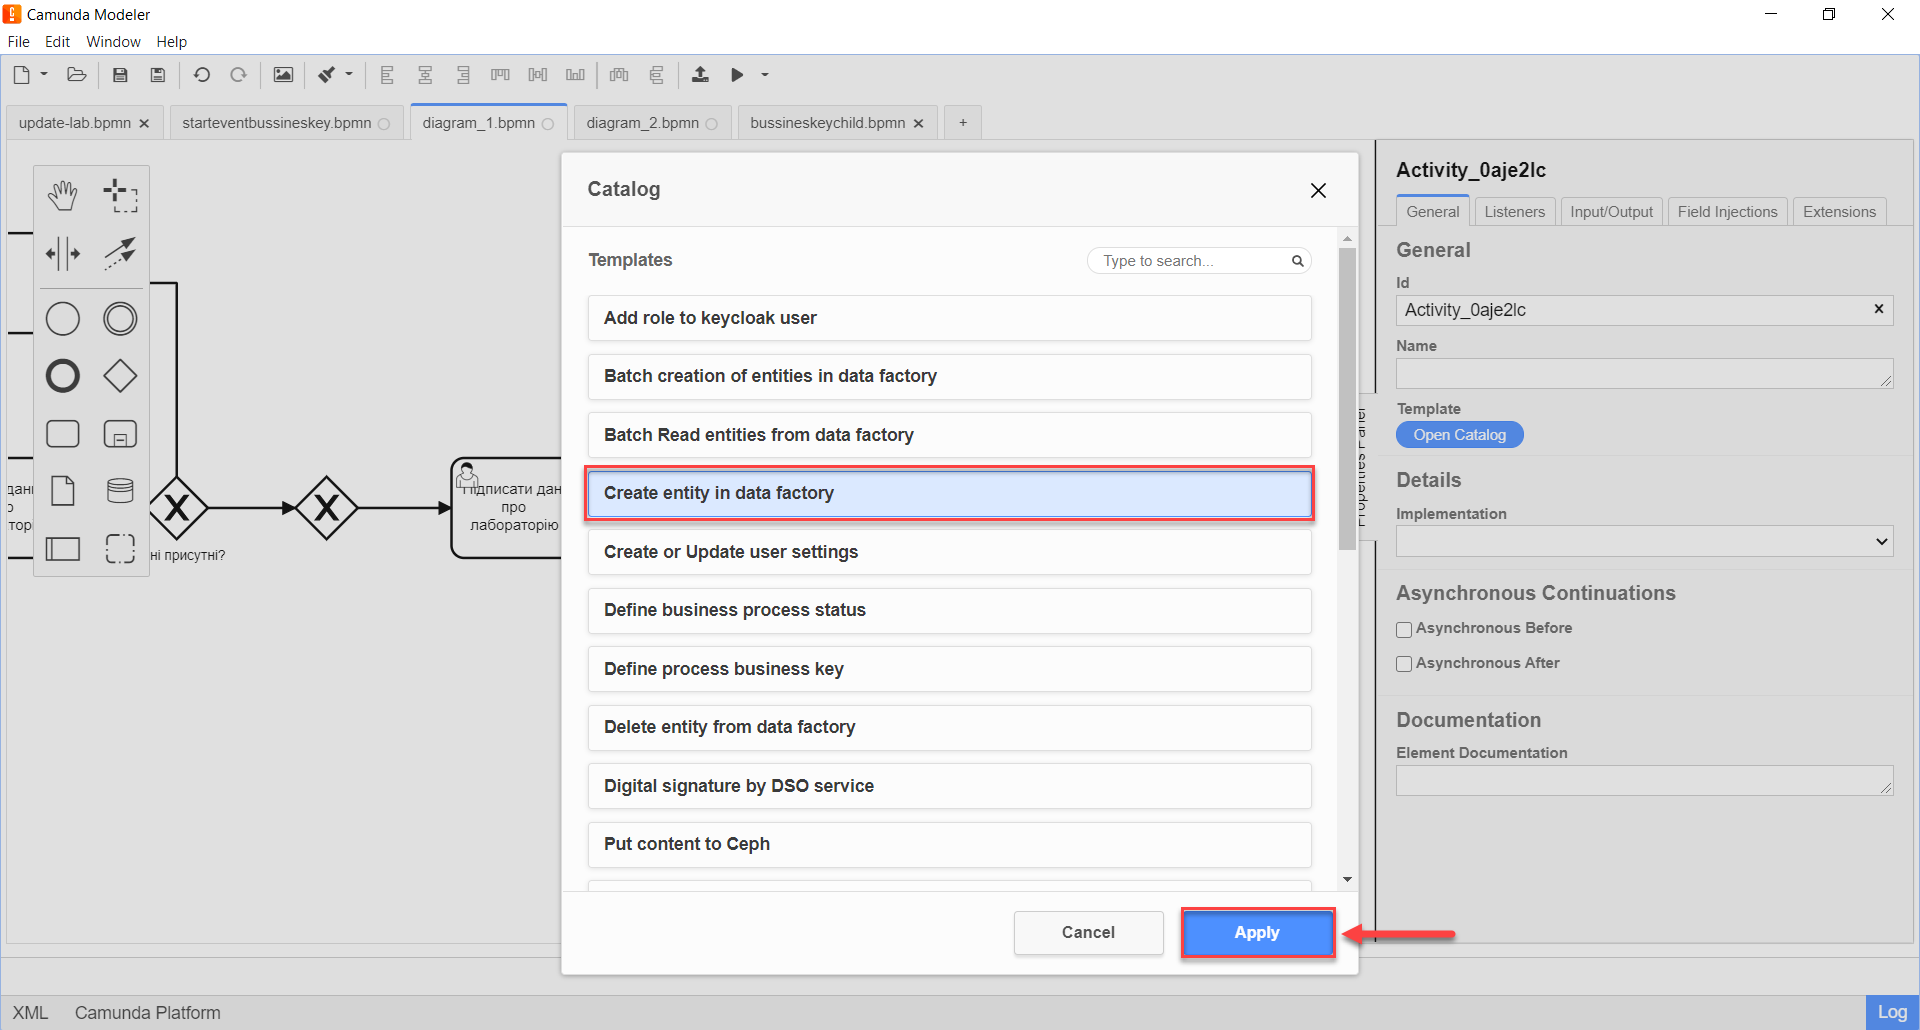 Camunda Modeler
File Edit Window Help
update-lab.bpmn
starteventbussineskey.bpmn
diagram_1.bpmn
diagram_2.bpmn
bussineskeychild.bpmn
+
ні присутні?
Підписати дан
про
лабораторію
Catalog
Templates
Type to search...
Add role to keycloak user
Batch creation of entities in data factory
Batch Read entities from data factory
Create entity in data factory
Create or Update user settings
Define business process status
Define process business key
Delete entity from data factory
Digital signature by DSO service
Put content to Ceph
Cancel
Apply
Properties Panel
Activity_0aje2lc
General Listeners Input/Output Field Injections Extensions
General
Id
Activity_0aje2lc
Name
Template
Open Catalog
Details
Implementation
Asynchronous Continuations
Asynchronous Before
Asynchronous After
Documentation
Element Documentation
XML Camunda Platform
Log